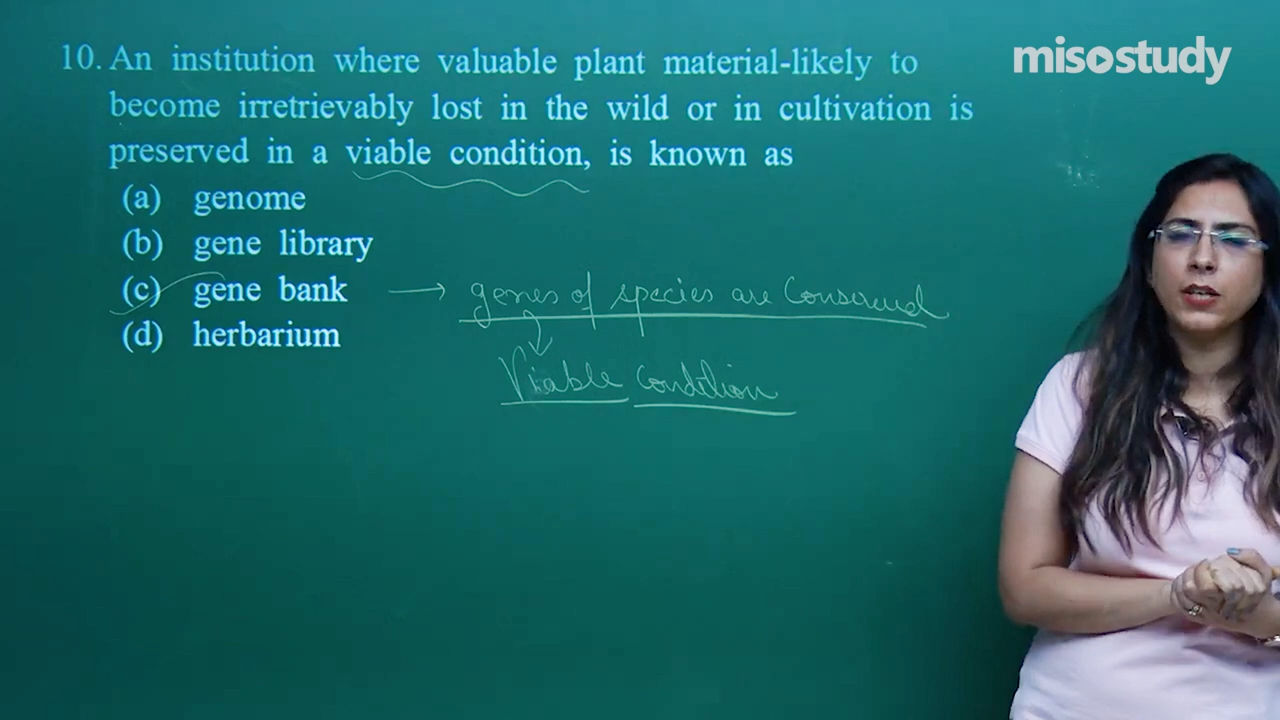 misostudy
10. An institution where valuable plant material-likely to
become irretrievably lost in the wild or in cultivation is
preserved in a viable condition, is known as
(a) genome
(b) gene library
(c) gene bank → genes of species are Conserved
Viable condition
(d) herbarium